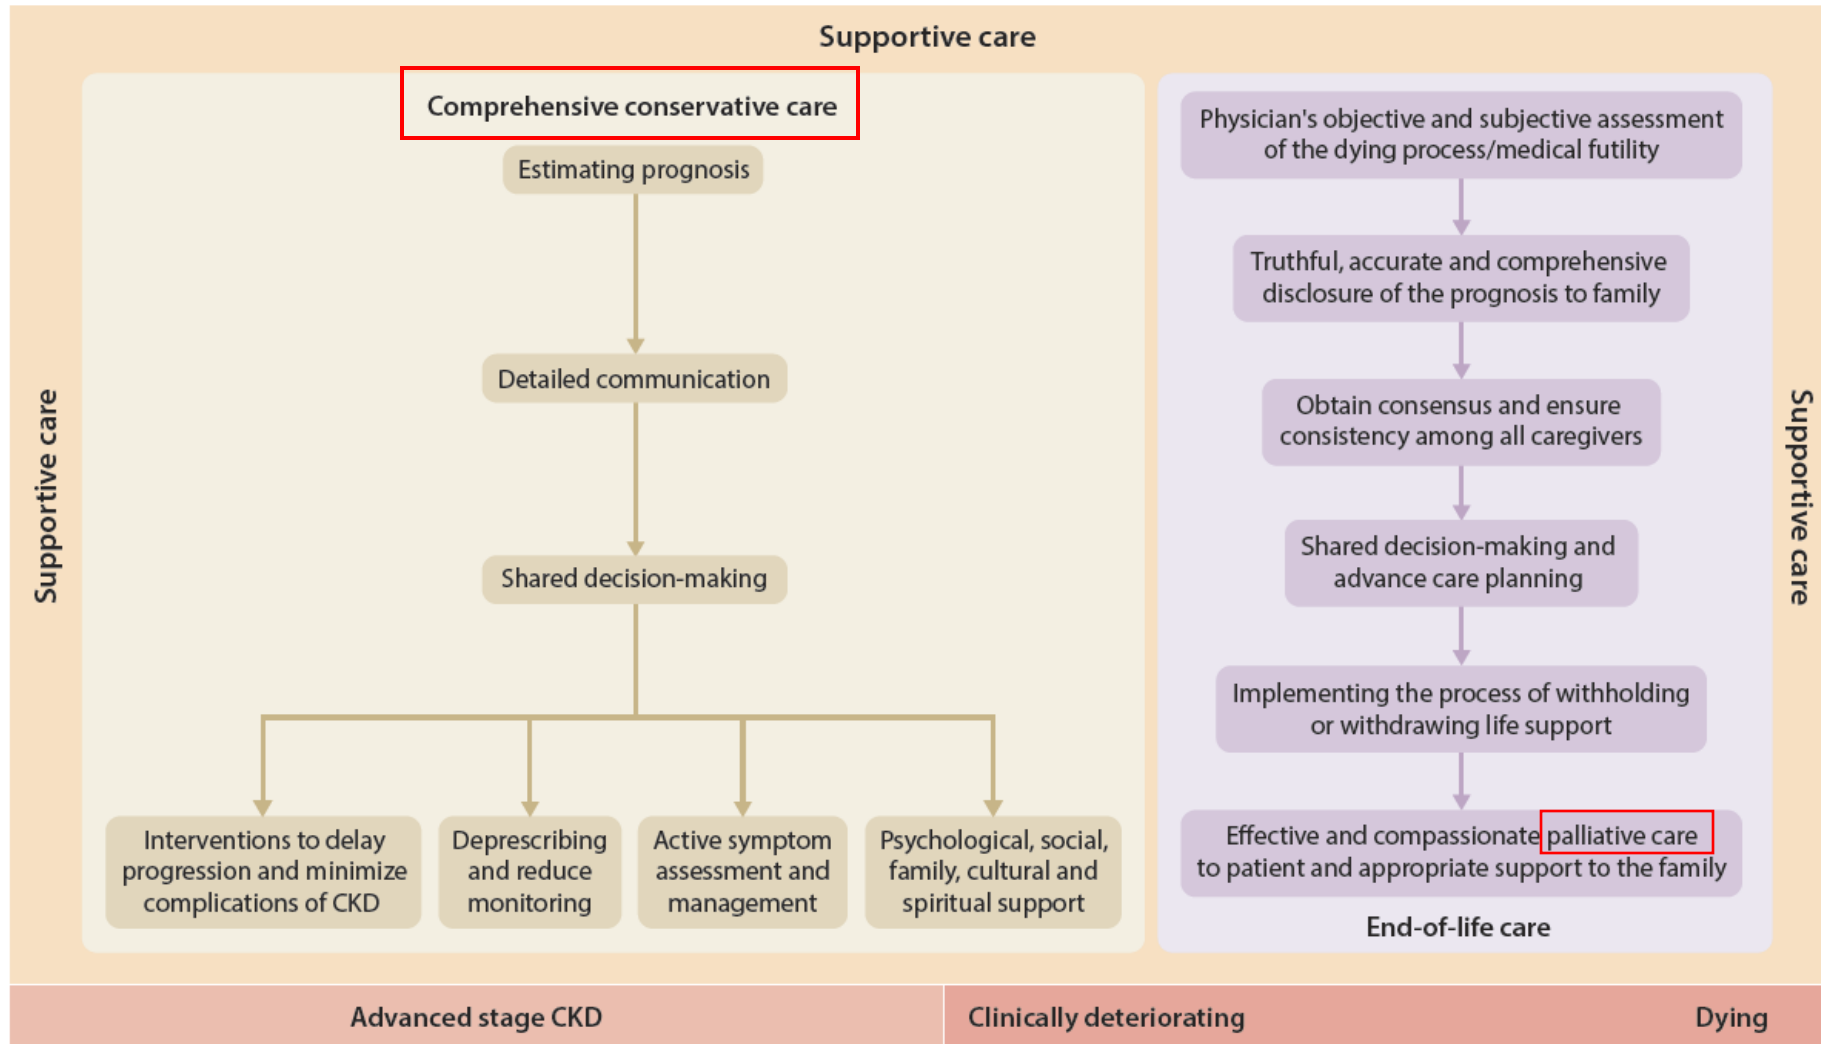 Supportive care
Supportive care
Comprehensive conservative care
Estimating prognosis
Detailed communication
Shared decision-making
Interventions to delay
progression and minimize
complications of CKD
Deprescribing
and reduce
monitoring
Active symptom
assessment and
management
Psychological, social,
family, cultural and
spiritual support
Physician's objective and subjective assessment
of the dying process/medical futility
Truthful, accurate and comprehensive
disclosure of the prognosis to family
Obtain consensus and ensure
consistency among all caregivers
Shared decision-making and
advance care planning
Implementing the process of withholding
or withdrawing life support
Effective and compassionate palliative care
to patient and appropriate support to the family
End-of-life care
Supportive care
Advanced stage CKD
Clinically deteriorating
Dying